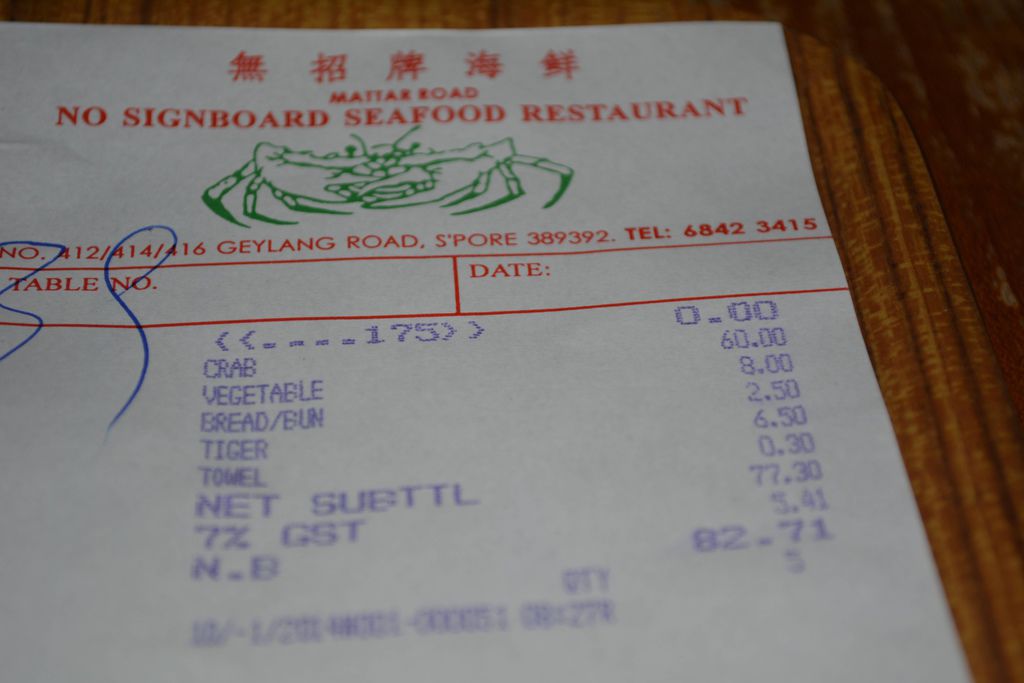 無招牌海鮮
MATTAR ROAD
NO SIGNBOARD SEAFOOD RESTAURANT
NO. 412/414/416 GEYLANG ROAD, S'PORE 389392. TEL: 6842 3415
TABLE NO. DATE:
<<....175>> 0.00
CRAB 60.00
VEGETABLE 8.00
BREAD/BUN 2.50
TIGER 6.50
TOWEL 0.30
NET SUBTTL 77.30
7% GST 5.41
N.B 82.71
QTY 5